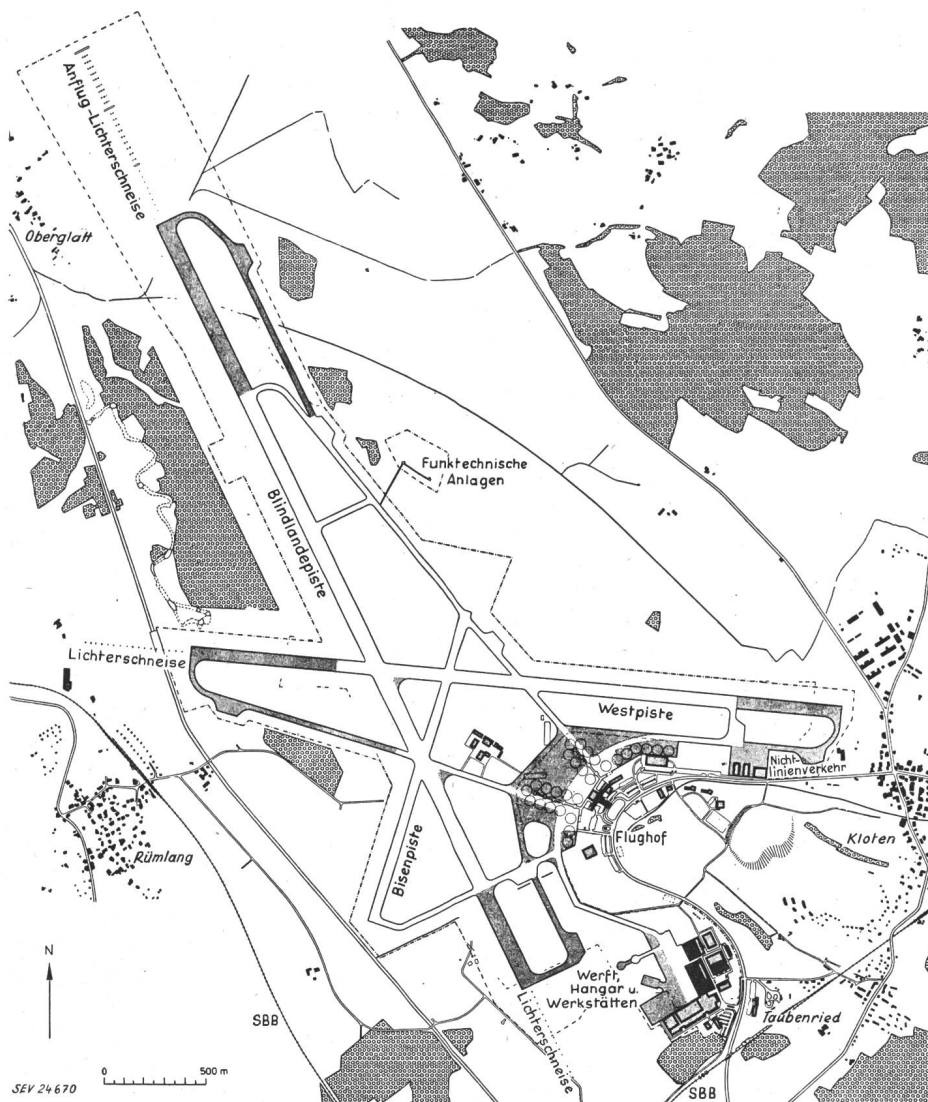 Anflug-Lichterschneise
Oberglatt
Funktechnische
Anlagen
Blindlandepiste
Lichterschneise
Westpiste
Nicht-
linienverkehr
Flughof
Kloten
Bisenpiste
Rümlang
N
Werft,
Hangar u.
Werkstätten
Lichterschneise
Taubenried
SBB
SBB
0 500 m
SEV 24670